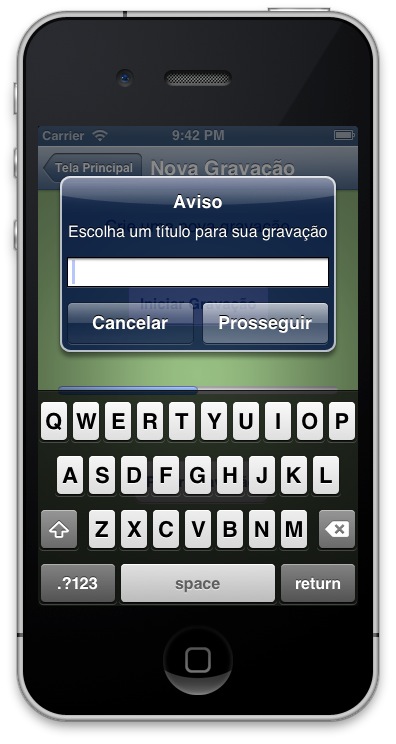 Carrier 9:42 PM
Tela Principal Nova Gravação
Aviso
Escolha um título para sua gravação
Iniciar Gravação
Cancelar Prosseguir
Q W E R T Y U I O P
A S D F G H J K L
Z X C V B N M
.?123 space return